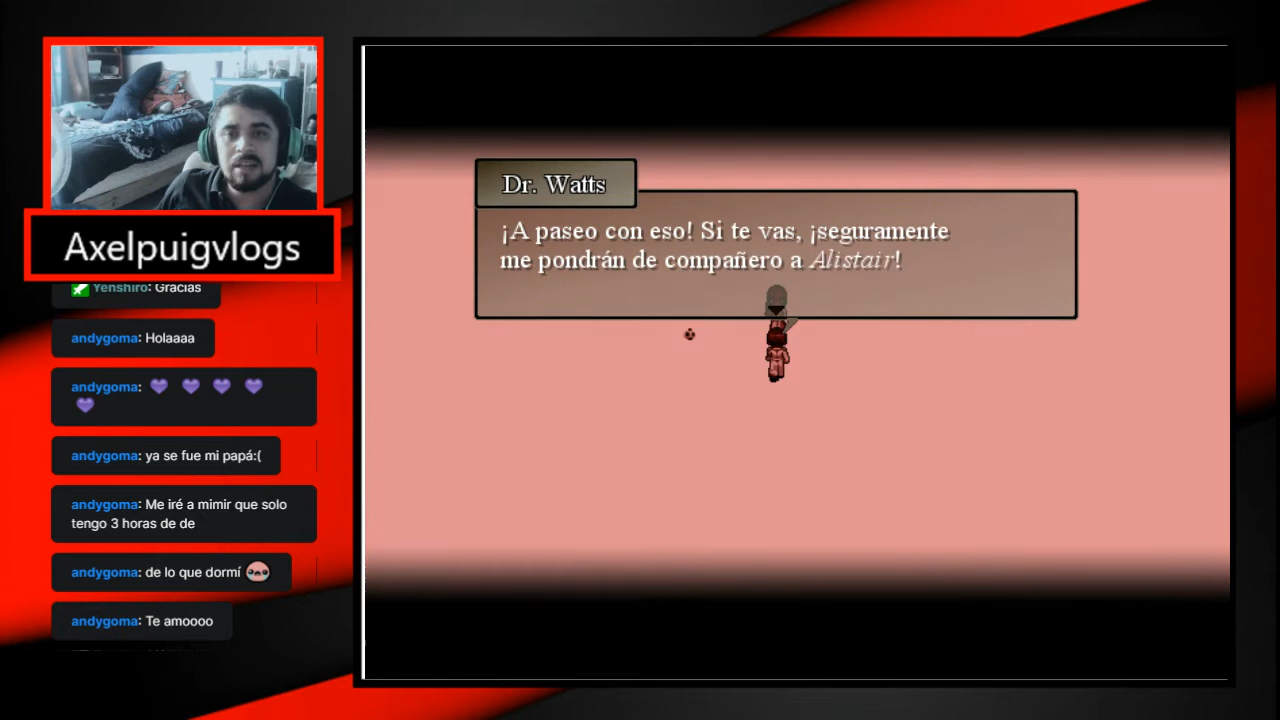 Axelpuigvlogs
Yenshiro: Gracias
andygoma: Holaaaa
andygoma: 💜 💜 💜 💜
💜
andygoma: ya se fue mi papá:(
andygoma: Me iré a mimir que solo
tengo 3 horas de de
andygoma: de lo que dormí
andygoma: Te amoooo
Dr. Watts
¡A paseo con eso! Si te vas, ¡seguramente
me pondrán de compañero a Alistair!